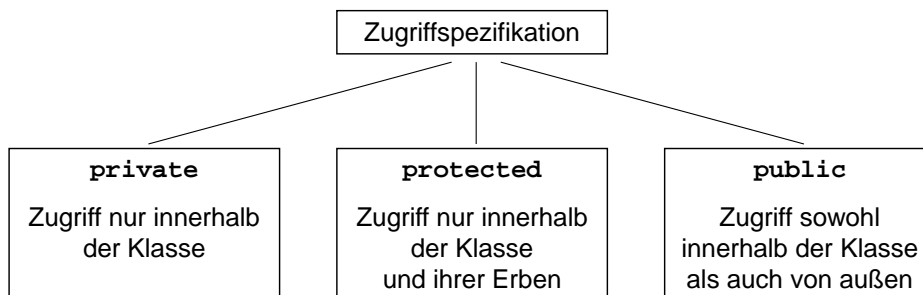 Zugriffspezifikation
private
Zugriff nur innerhalb
der Klasse
protected
Zugriff nur innerhalb
der Klasse
und ihrer Erben
public
Zugriff sowohl
innerhalb der Klasse
als auch von außen